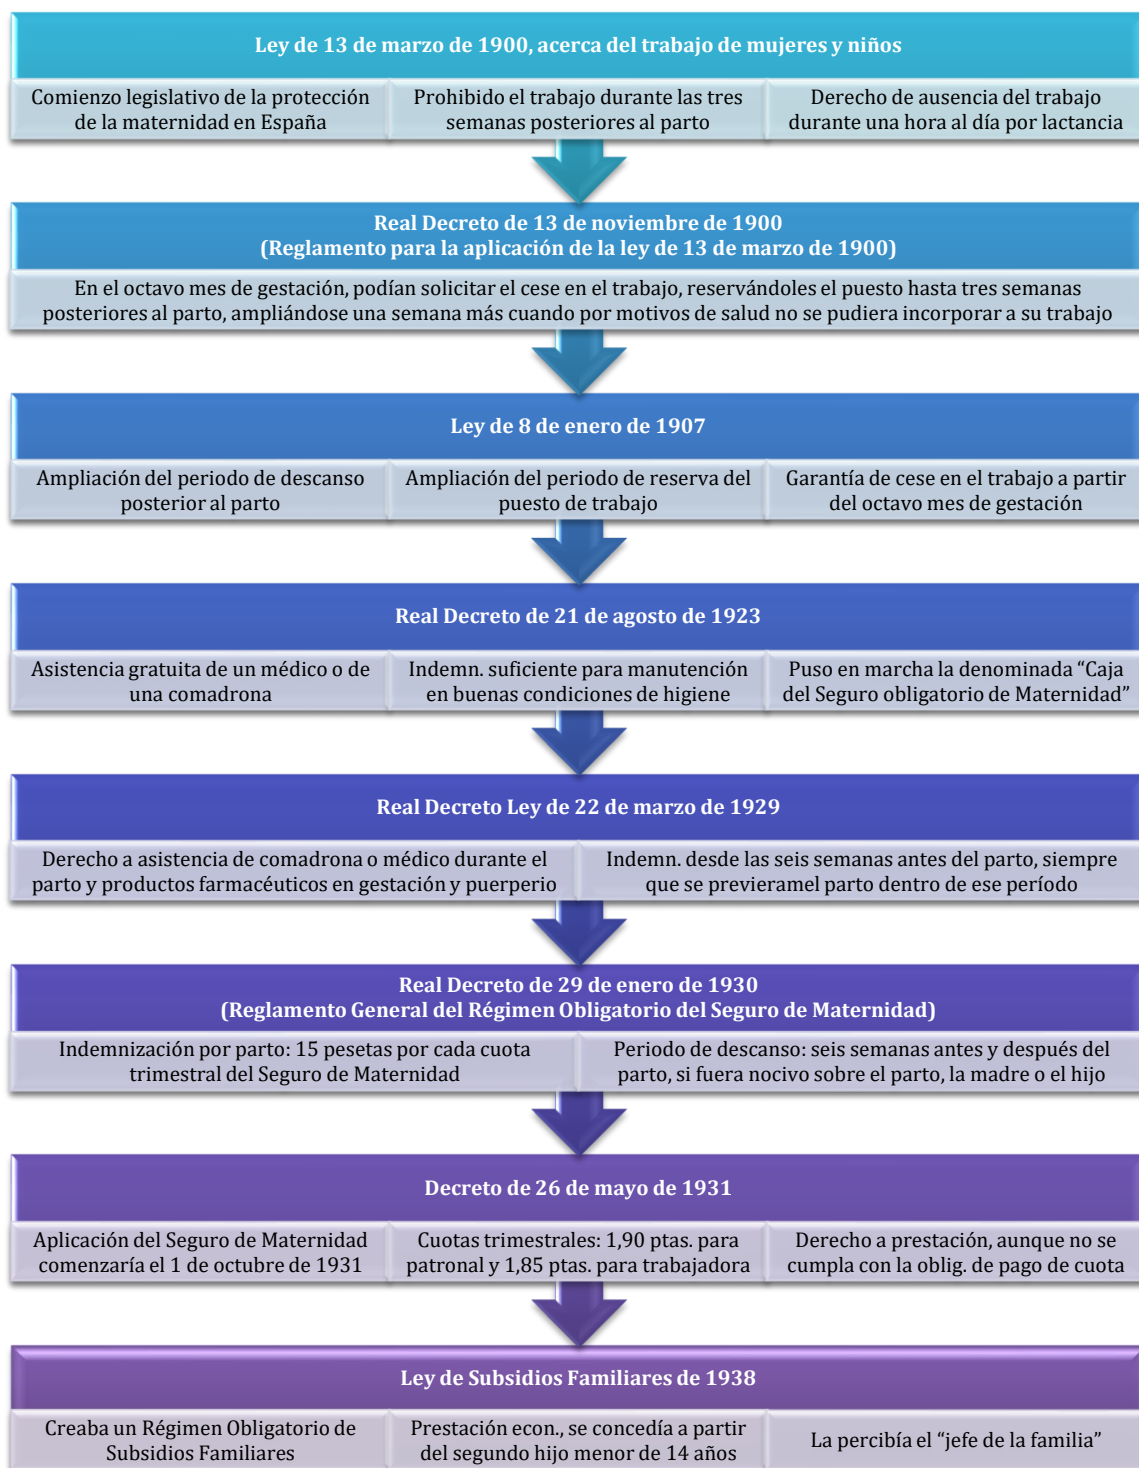 Ley de 13 de marzo de 1900, acerca del trabajo de mujeres y niños
Comienzo legislativo de la protección
de la maternidad en España
Prohibido el trabajo durante las tres
semanas posteriores al parto
Derecho de ausencia del trabajo
durante una hora al día por lactancia
Real Decreto de 13 de noviembre de 1900
(Reglamento para la aplicación de la ley de 13 de marzo de 1900)
En el octavo mes de gestación, podían solicitar el cese en el trabajo, reservándoles el puesto hasta tres semanas
posteriores al parto, ampliándose una semana más cuando por motivos de salud no se pudiera incorporar a su trabajo
Ley de 8 de enero de 1907
Ampliación del periodo de descanso
posterior al parto
Ampliación del periodo de reserva del
puesto de trabajo
Garantía de cese en el trabajo a partir
del octavo mes de gestación
Real Decreto de 21 de agosto de 1923
Asistencia gratuita de un médico o de
una comadrona
Indemn. suficiente para manutención
en buenas condiciones de higiene
Puso en marcha la denominada “Caja
del Seguro obligatorio de Maternidad”
Real Decreto Ley de 22 de marzo de 1929
Derecho a asistencia de comadrona o médico durante el
parto y productos farmacéuticos en gestación y puerperio
Indemn. desde las seis semanas antes del parto, siempre
que se previeramel parto dentro de ese período
Real Decreto de 29 de enero de 1930
(Reglamento General del Régimen Obligatorio del Seguro de Maternidad)
Indemnización por parto: 15 pesetas por cada cuota
trimestral del Seguro de Maternidad
Periodo de descanso: seis semanas antes y después del
parto, si fuera nocivo sobre el parto, la madre o el hijo
Decreto de 26 de mayo de 1931
Aplicación del Seguro de Maternidad
comenzaría el 1 de octubre de 1931
Cuotas trimestrales: 1,90 ptas. para
patronal y 1,85 ptas. para trabajadora
Derecho a prestación, aunque no se
cumpla con la oblig. de pago de cuota
Ley de Subsidios Familiares de 1938
Creaba un Régimen Obligatorio de
Subsidios Familiares
Prestación econ., se concedía a partir
del segundo hijo menor de 14 años
La percibía el “jefe de la familia”